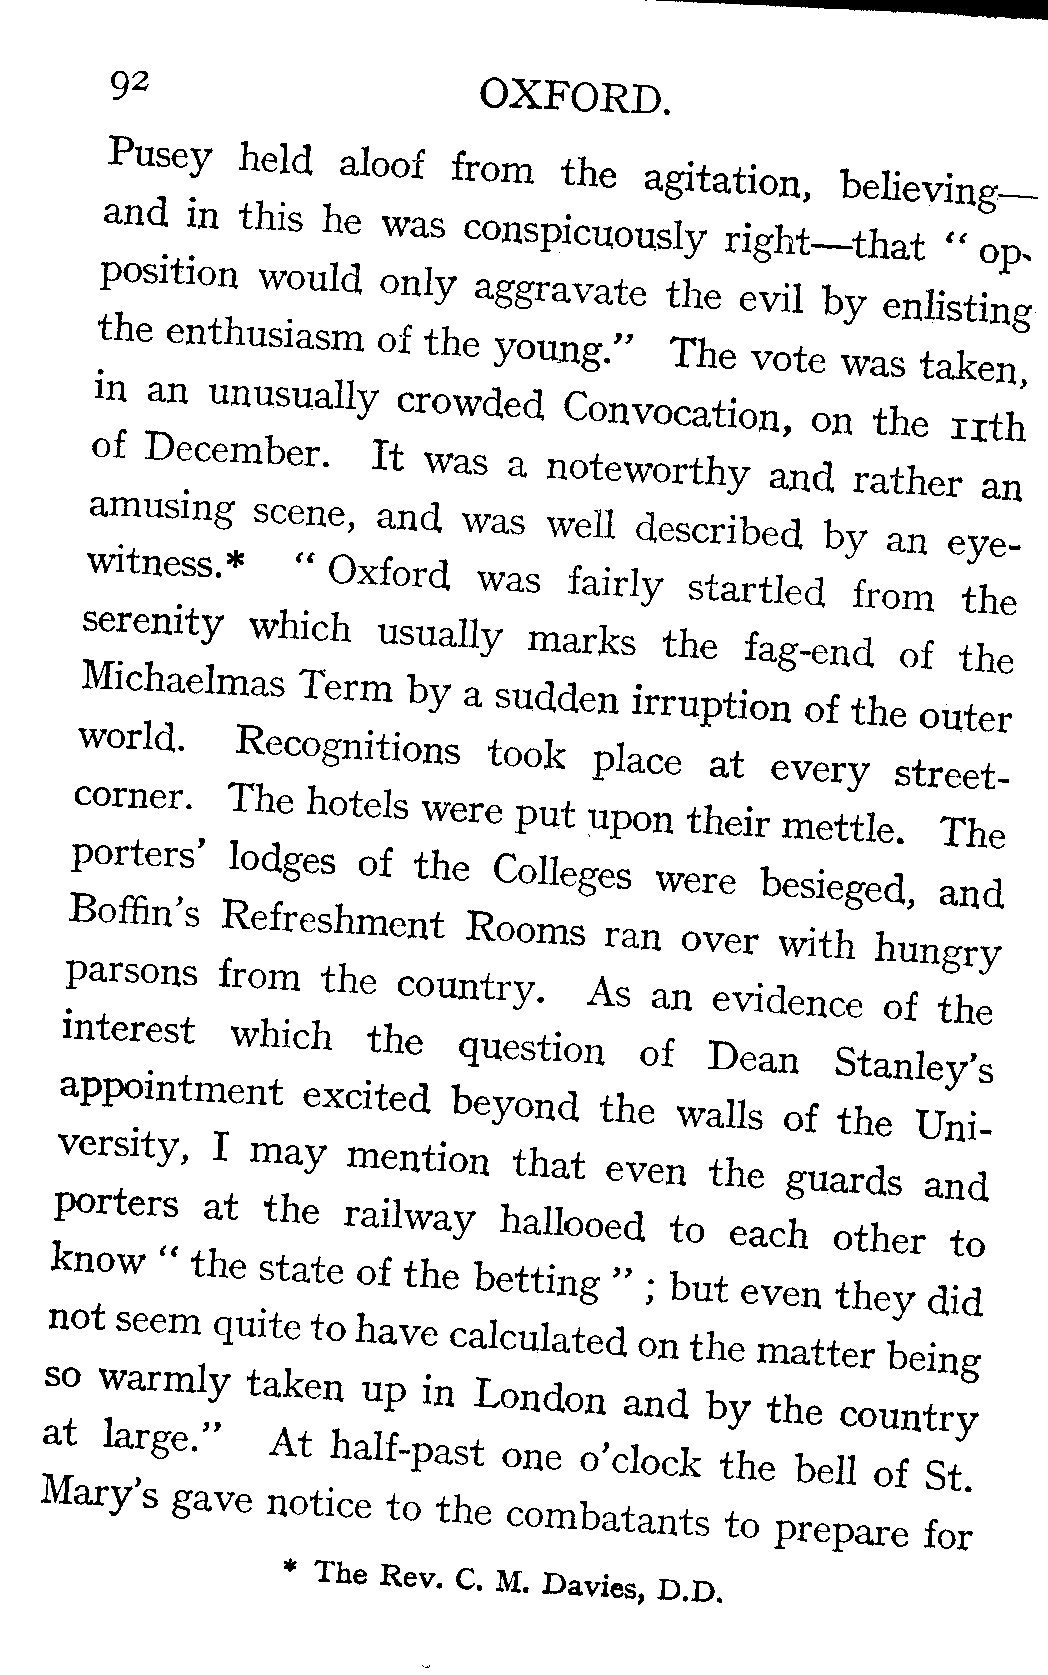 92 OXFORD.
Pusey held aloof from the agitation, believing—
and in this he was conspicuously right—that “ op-
position would only aggravate the evil by enlisting
the enthusiasm of the young.” The vote was taken,
in an unusually crowded Convocation, on the 11th
of December. It was a noteworthy and rather an
amusing scene, and was well described by an eye-
witness.* “ Oxford was fairly startled from the
serenity which usually marks the fag-end of the
Michaelmas Term by a sudden irruption of the outer
world. Recognitions took place at every street-
corner. The hotels were put upon their mettle. The
porters’ lodges of the Colleges were besieged, and
Boffin’s Refreshment Rooms ran over with hungry
parsons from the country. As an evidence of the
interest which the question of Dean Stanley’s
appointment excited beyond the walls of the Uni-
versity, I may mention that even the guards and
porters at the railway hallooed to each other to
know “ the state of the betting ” ; but even they did
not seem quite to have calculated on the matter being
so warmly taken up in London and by the country
at large.” At half-past one o’clock the bell of St.
Mary’s gave notice to the combatants to prepare for
* The Rev. C. M. Davies, D.D.